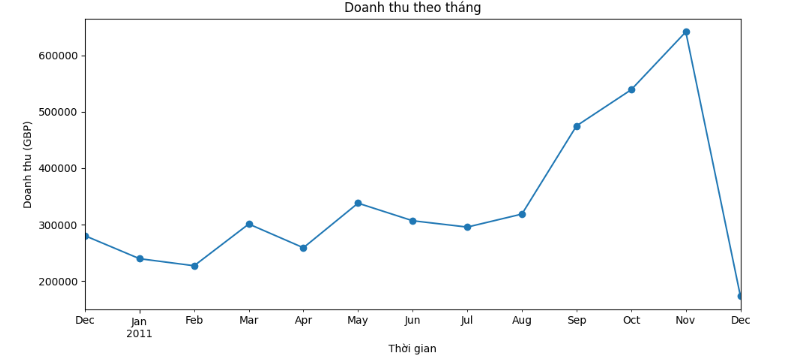 Doanh thu theo tháng
Doanh thu (GBP)
600000
500000
400000
300000
200000
Dec Jan Feb Mar Apr May Jun Jul Aug Sep Oct Nov Dec
2011
Thời gian